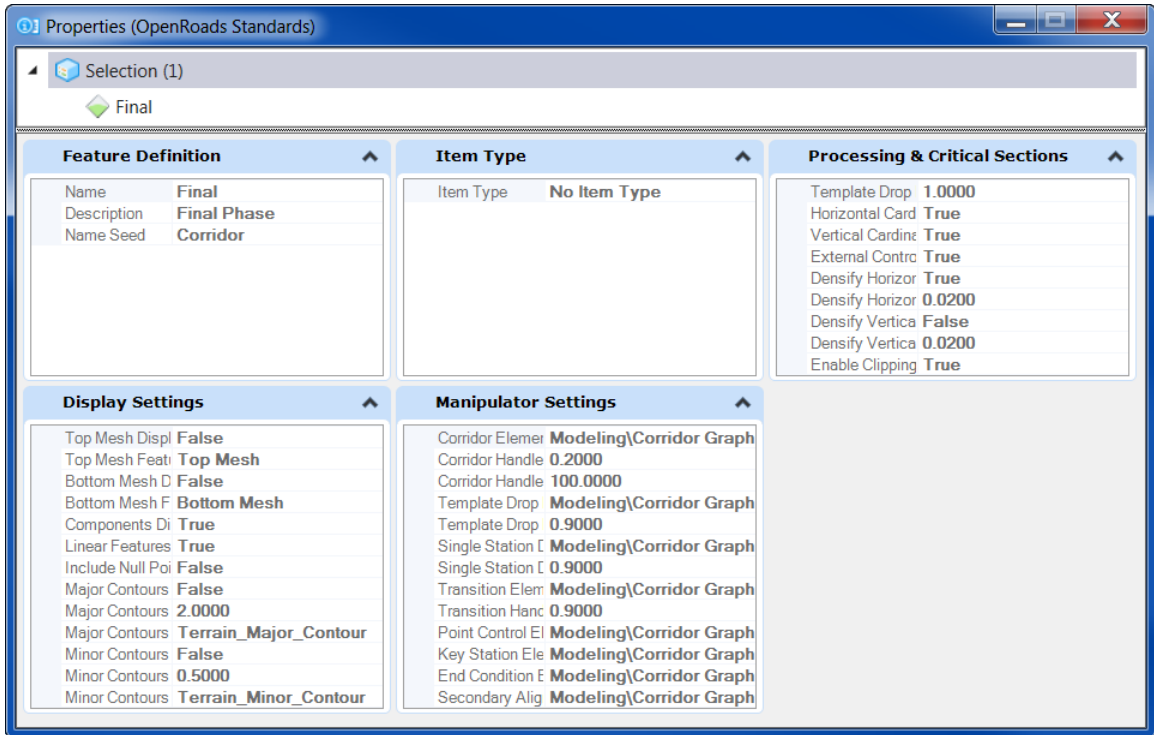 Properties (OpenRoads Standards)
Selection (1)
Final
Feature Definition
Name Final
Description Final Phase
Name Seed Corridor
Item Type
Item Type No Item Type
Processing & Critical Sections
Template Drop 1.0000
Horizontal Card True
Vertical Cardina True
External Contro True
Densify Horizor True
Densify Horizor 0.0200
Densify Vertica False
Densify Vertica 0.0200
Enable Clipping True
Display Settings
Top Mesh Displ False
Top Mesh Featu Top Mesh
Bottom Mesh D False
Bottom Mesh F Bottom Mesh
Components Di True
Linear Features True
Include Null Poi False
Major Contours False
Major Contours 2.0000
Major Contours Terrain_Major_Contour
Minor Contours False
Minor Contours 0.5000
Minor Contours Terrain_Minor_Contour
Manipulator Settings
Corridor Elemer Modeling\Corridor Graph
Corridor Handle 0.2000
Corridor Handle 100.0000
Template Drop Modeling\Corridor Graph
Template Drop 0.9000
Single Station D Modeling\Corridor Graph
Single Station D 0.9000
Transition Elem Modeling\Corridor Graph
Transition Hanc 0.9000
Point Control El Modeling\Corridor Graph
Key Station Ele Modeling\Corridor Graph
End Condition E Modeling\Corridor Graph
Secondary Alig Modeling\Corridor Graph